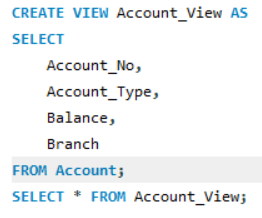 CREATE VIEW Account_View AS
SELECT
Account_No,
Account_Type,
Balance,
Branch
FROM Account;
SELECT * FROM Account_View;